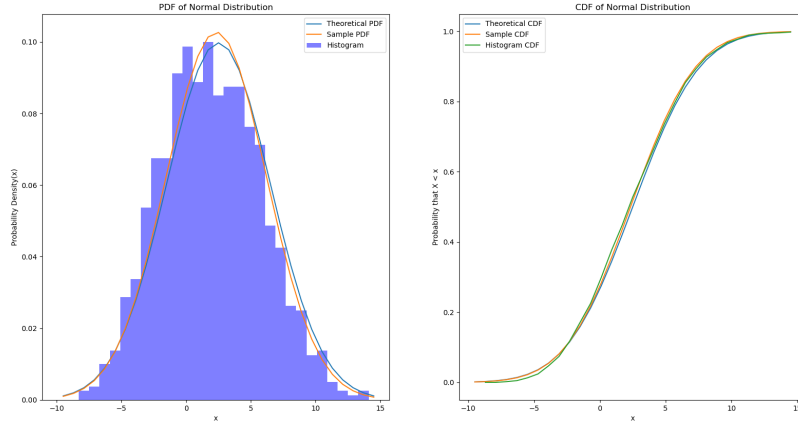 PDF of Normal Distribution
Theoretical PDF
Sample PDF
Histogram
Probability Density(x)
0.10
0.08
0.06
0.04
0.02
0.00
−10
−5
0
5
10
15
x
CDF of Normal Distribution
Theoretical CDF
Sample CDF
Histogram CDF
Probability that X < x
1.0
0.8
0.6
0.4
0.2
0.0
−10
−5
0
5
10
15
x